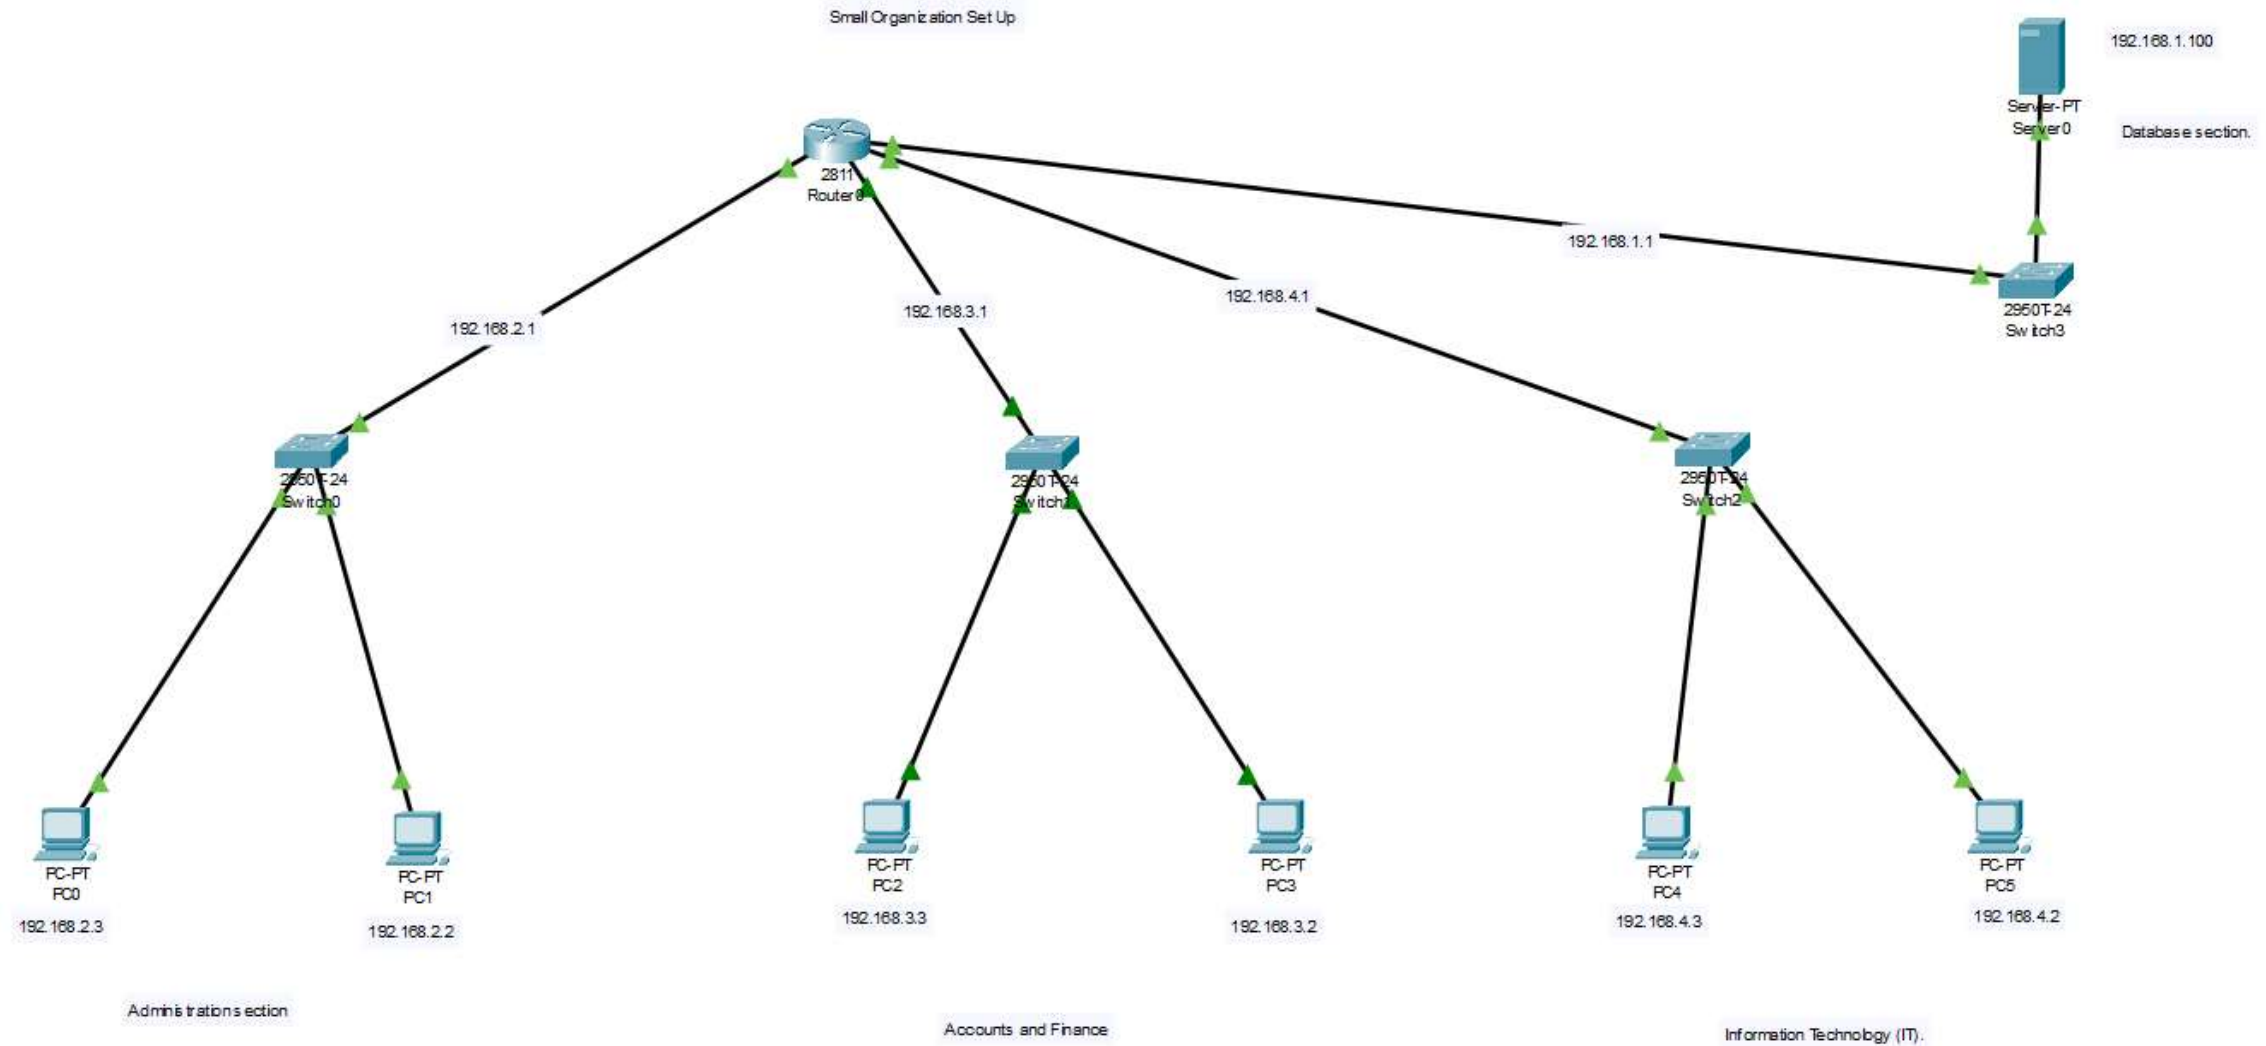 Small Organization Set Up
192.168.1.100
Server-PT
Server0
Database section.
2811
Router0
192.168.1.1
192.168.4.1
192.168.3.1
192.168.2.1
2950T-24
Switch3
2950T-24
Switch0
2950T-24
Switch1
2950T-24
Switch2
PC-PT
PC0
192.168.2.3
PC-PT
PC1
192.168.2.2
PC-PT
PC2
192.168.3.3
PC-PT
PC3
192.168.3.2
PC-PT
PC4
192.168.4.3
PC-PT
PC5
192.168.4.2
Administration section
Accounts and Finance
Information Technology (IT).